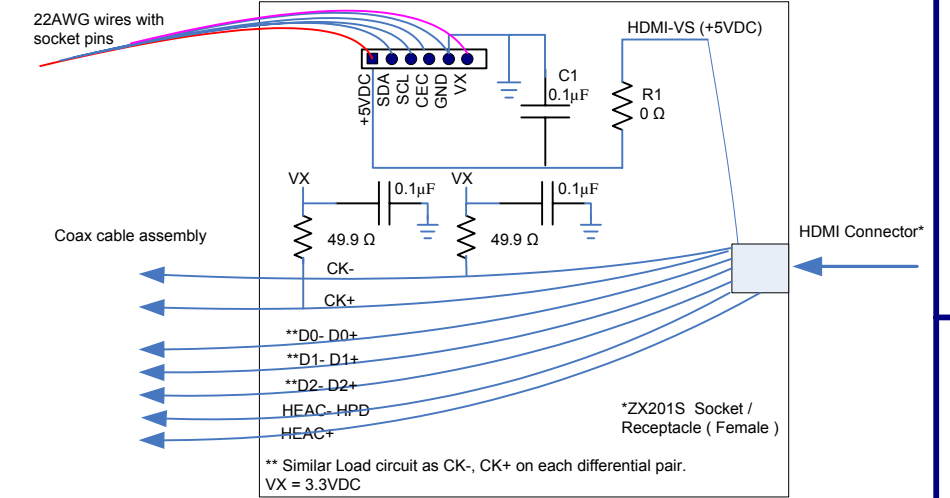 22AWG wires with
socket pins
HDMI-VS (+5VDC)
+5VDC
SDA
SCL
CEC
GND
VX
C1
0.1µF
R1
0 Ω
VX
0.1µF
VX
0.1µF
49.9 Ω
49.9 Ω
Coax cable assembly
HDMI Connector*
CK-
CK+
**D0- D0+
**D1- D1+
**D2- D2+
HEAC- HPD
HEAC+
*ZX201S Socket /
Receptacle ( Female )
** Similar Load circuit as CK-, CK+ on each differential pair.
VX = 3.3VDC